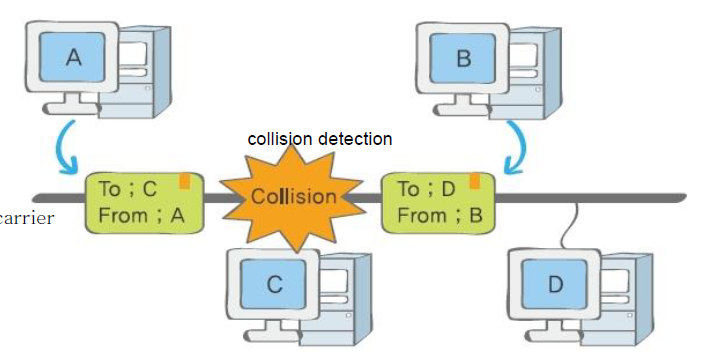 A
B
collision detection
To ; C
From ; A
Collision
To ; D
From ; B
carrier
C
D